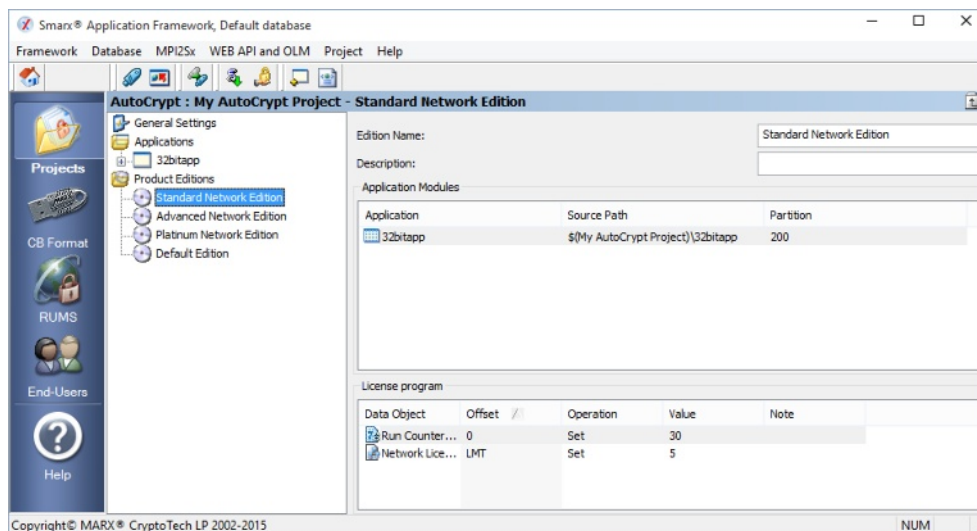 Smarx® Application Framework, Default database
Framework Database MPI2Sx WEB API and OLM Project Help
AutoCrypt : My AutoCrypt Project - Standard Network Edition
Projects
CB Format
RUMS
End-Users
Help
General Settings
Applications
32bitapp
Product Editions
Standard Network Edition
Advanced Network Edition
Platinum Network Edition
Default Edition
Edition Name: Standard Network Edition
Description:
Application Modules
Application Source Path Partition
32bitapp $(My AutoCrypt Project)\32bitapp 200
License program
Data Object Offset Operation Value Note
Run Counter... 0 Set 30
Network Lice... LMT Set 5
Copyright© MARX® CryptoTech LP 2002-2015 NUM